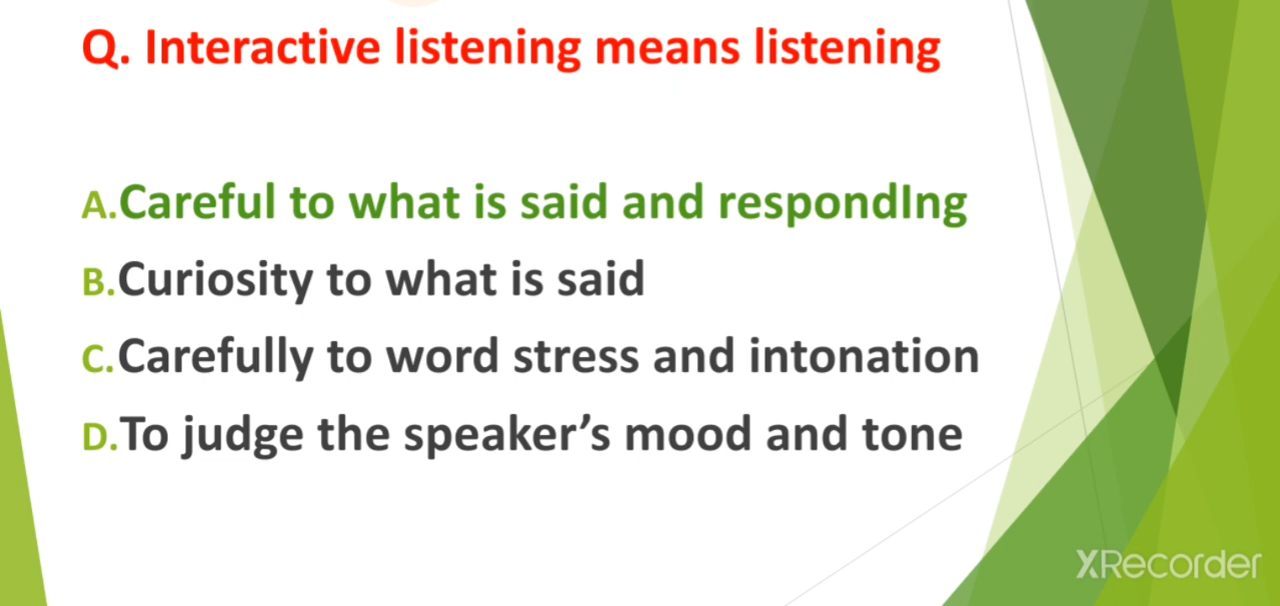 Q. Interactive listening means listening
A.Careful to what is said and respondIng
B.Curiosity to what is said
C.Carefully to word stress and intonation
D.To judge the speaker’s mood and tone
XRecorder